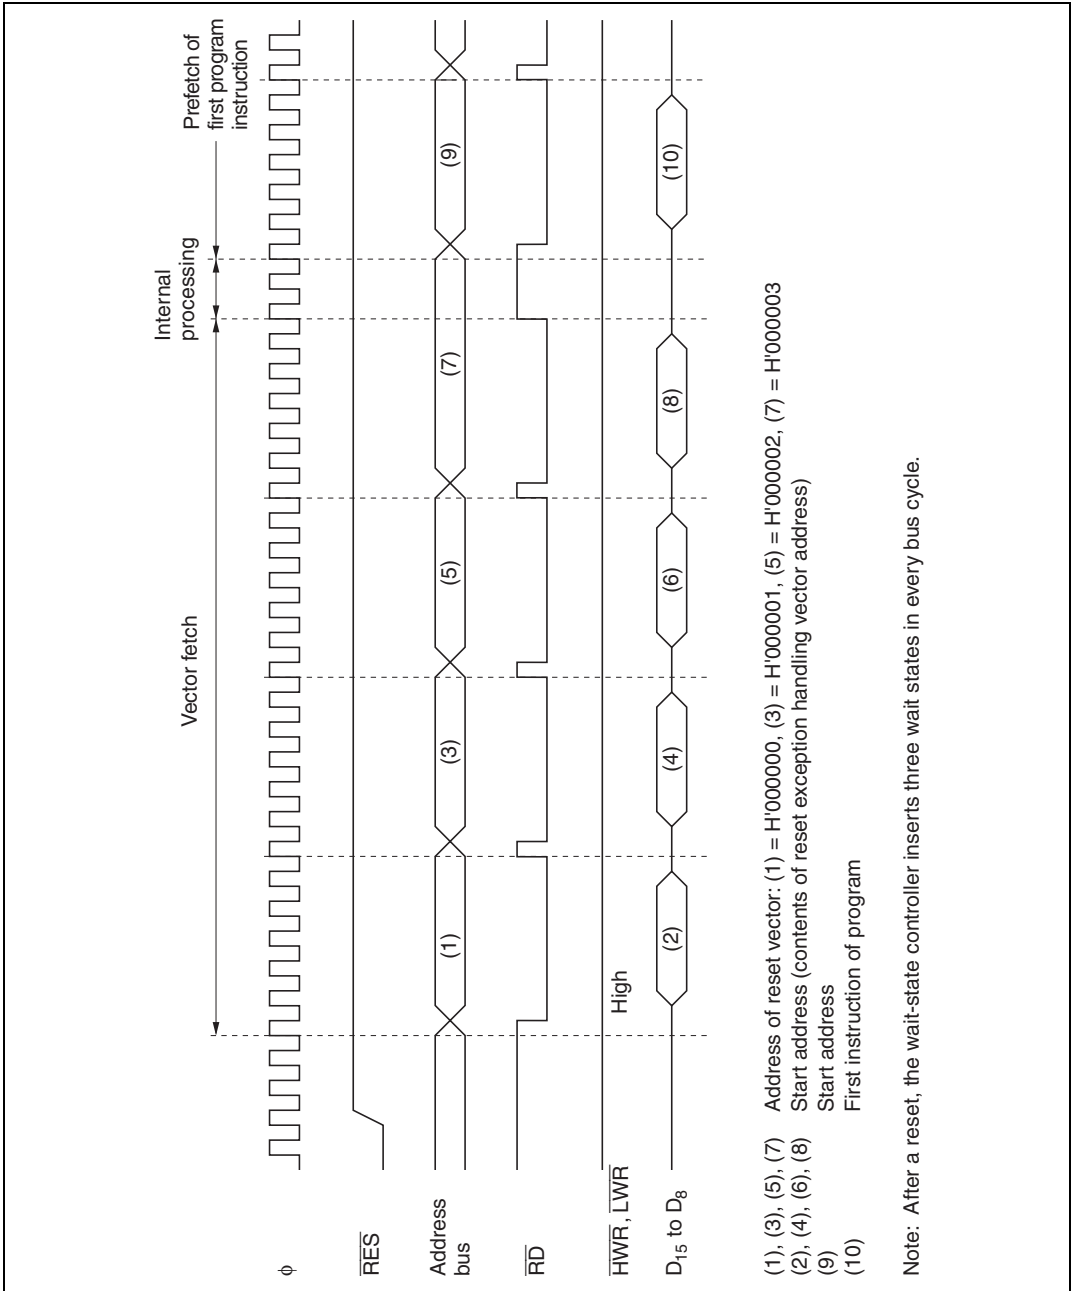 Vector fetch
Internal
processing
Prefetch of
first program
instruction
φ
RES
Address
bus
(1)
(3)
(5)
(7)
(9)
RD
HWR, LWR
High
D15 to D8
(2)
(4)
(6)
(8)
(10)
(1), (3), (5), (7) Address of reset vector: (1) = H'000000, (3) = H'000001, (5) = H'000002, (7) = H'000003
(2), (4), (6), (8) Start address (contents of reset exception handling vector address)
(9) Start address
(10) First instruction of program
Note: After a reset, the wait-state controller inserts three wait states in every bus cycle.